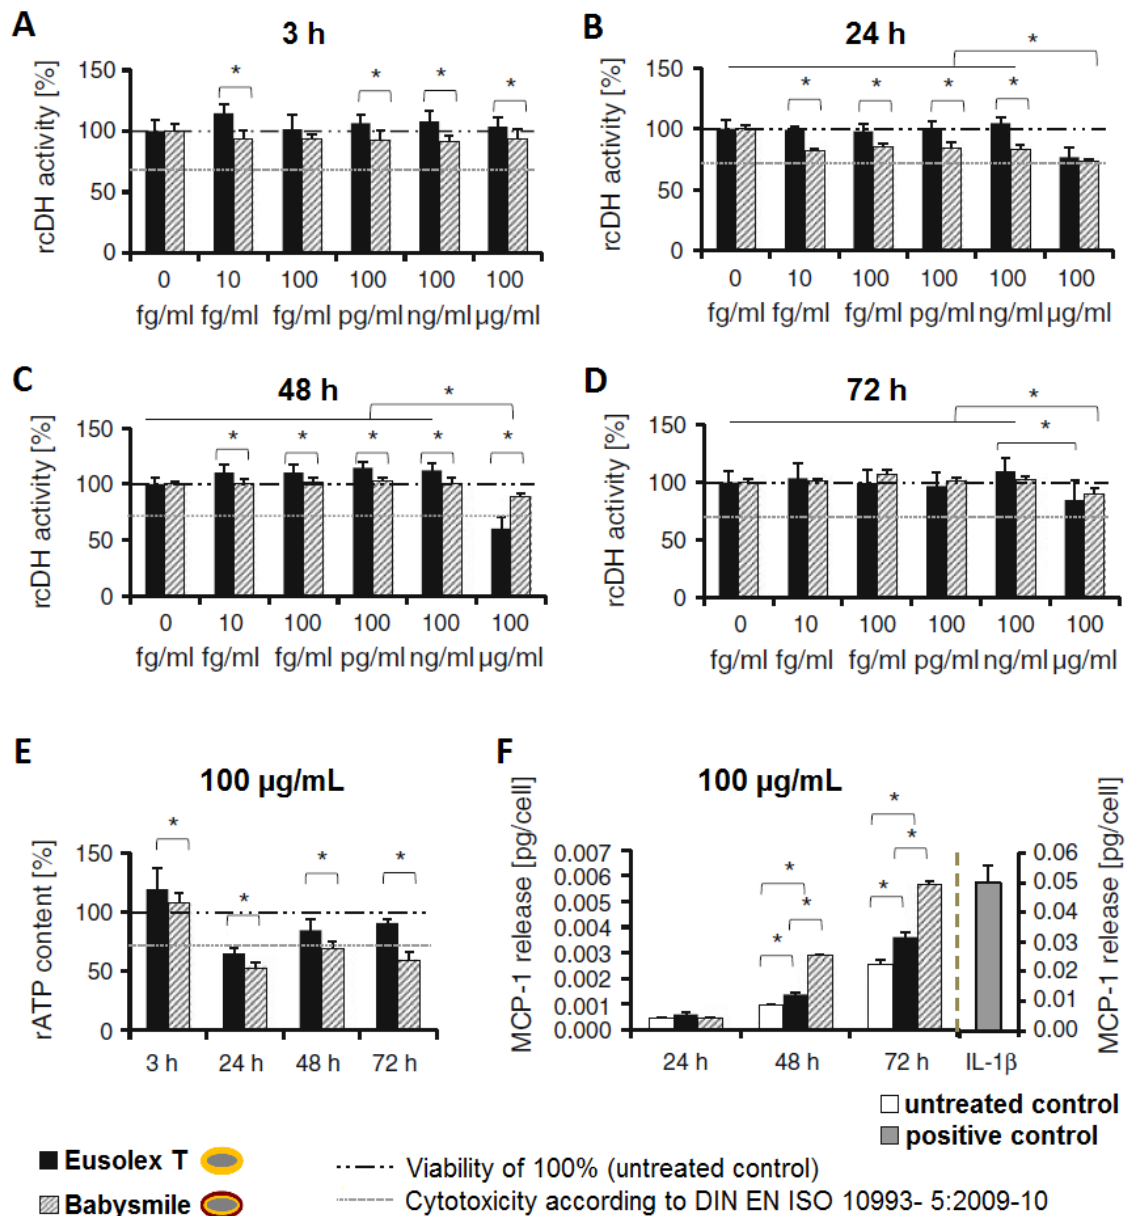 A
3 h
rcDH activity [%]
150
100
50
0
* * * *
0 10 100 100 100 100
fg/ml fg/ml fg/ml pg/ml ng/ml µg/ml
B
24 h
rcDH activity [%]
150
100
50
0
*
* * * *
0 10 100 100 100 100
fg/ml fg/ml fg/ml pg/ml ng/ml µg/ml
C
48 h
rcDH activity [%]
150
100
50
0
*
* * * * *
0 10 100 100 100 100
fg/ml fg/ml fg/ml pg/ml ng/ml µg/ml
D
72 h
rcDH activity [%]
150
100
50
0
*
*
0 10 100 100 100 100
fg/ml fg/ml fg/ml pg/ml ng/ml µg/ml
E
100 µg/mL
rATP content [%]
150
100
50
0
* * * *
3 h 24 h 48 h 72 h
F
100 µg/mL
MCP-1 release [pg/cell]
0.007
0.006
0.005
0.004
0.003
0.002
0.001
0.000
* * *
* * *
24 h 48 h 72 h IL-1β
0.06
0.05
0.04
0.03
0.02
0.01
0.00
MCP-1 release [pg/cell]
untreated control
positive control
Eusolex T
Babysmile
Viability of 100% (untreated control)
Cytotoxicity according to DIN EN ISO 10993- 5:2009-10